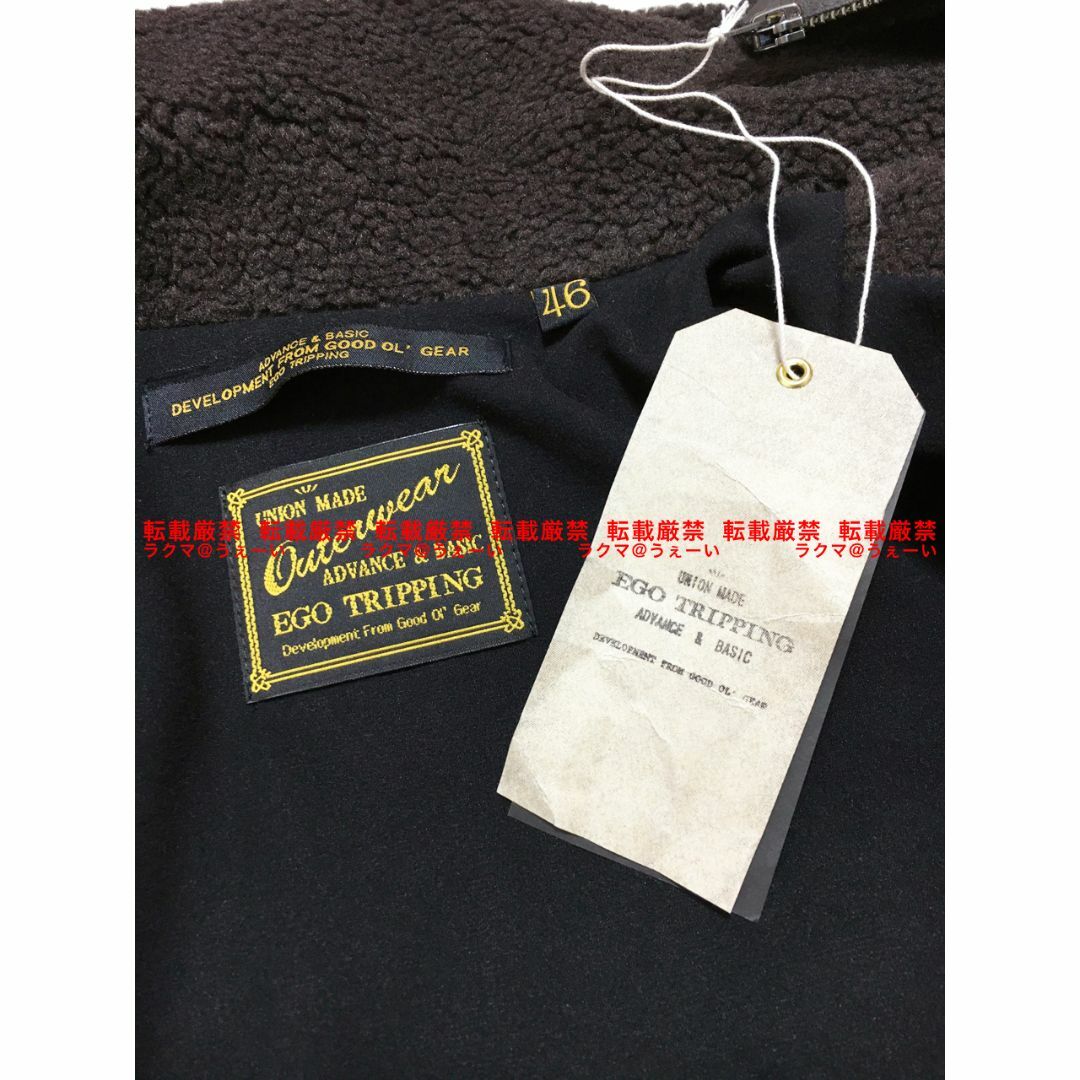 46
ADVANCE & BASIC
DEVELOPMENT FROM GOOD OL' GEAR
EGO TRIPPING
UNION MADE
Outerwear
ADVANCE & BASIC
EGO TRIPPING
Development From Good Ol' Gear
転載厳禁 転載厳禁 転載厳禁 転載厳禁 転載厳禁 転載厳禁 転載厳禁
ラクマ@うぇーい ラクマ@うぇーい ラクマ@うぇーい ラクマ@うぇーい
UNION MADE
EGO TRIPPING
ADVANCE & BASIC
DEVELOPMENT FROM GOOD OL' GEAR